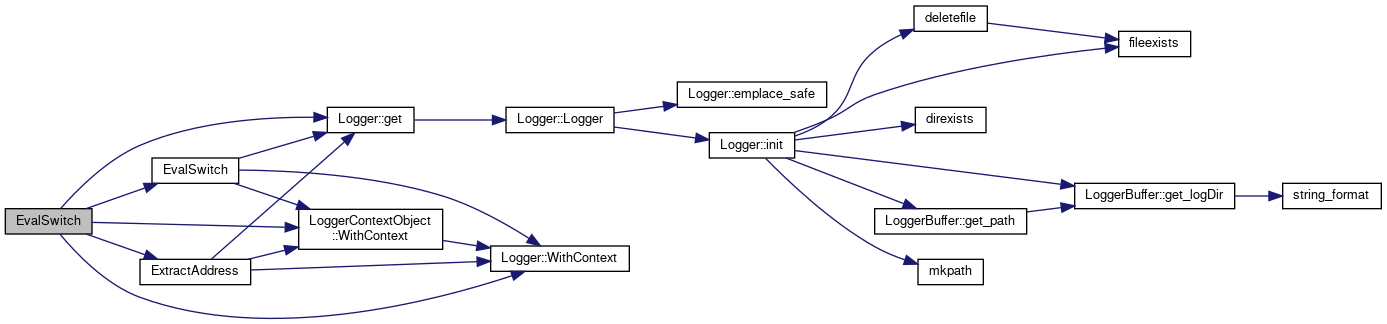 deletefile
fileexists
Logger::emplace_safe
Logger::get
Logger::Logger
direxists
Logger::init
EvalSwitch
LoggerBuffer::get_logDir
string_format
EvalSwitch
LoggerContextObject
::WithContext
LoggerBuffer::get_path
Logger::WithContext
ExtractAddress
mkpath